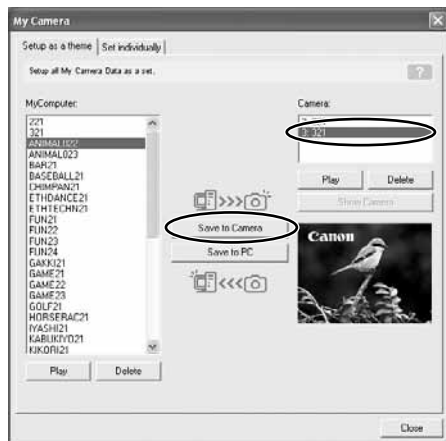 My Camera
Setup as a theme
Set individually
Setup all My Camera Data as a set.
?
MyComputer:
221
321
ANIMAL022
ANIMAL023
BAR21
BASEBALL21
CHIMPAN21
ETHDANCE21
ETHTECHN21
FUN21
FUN22
FUN23
FUN24
GAKKI21
GAME21
GAME22
GAME23
GOLF21
HORSERAC21
IYASHI21
KABUKIYO21
KIKORI21
Play
Delete
>>>
Save to Camera
Save to PC
<<<
Camera:
3: 321
Play
Delete
Show Camera
Canon
Close